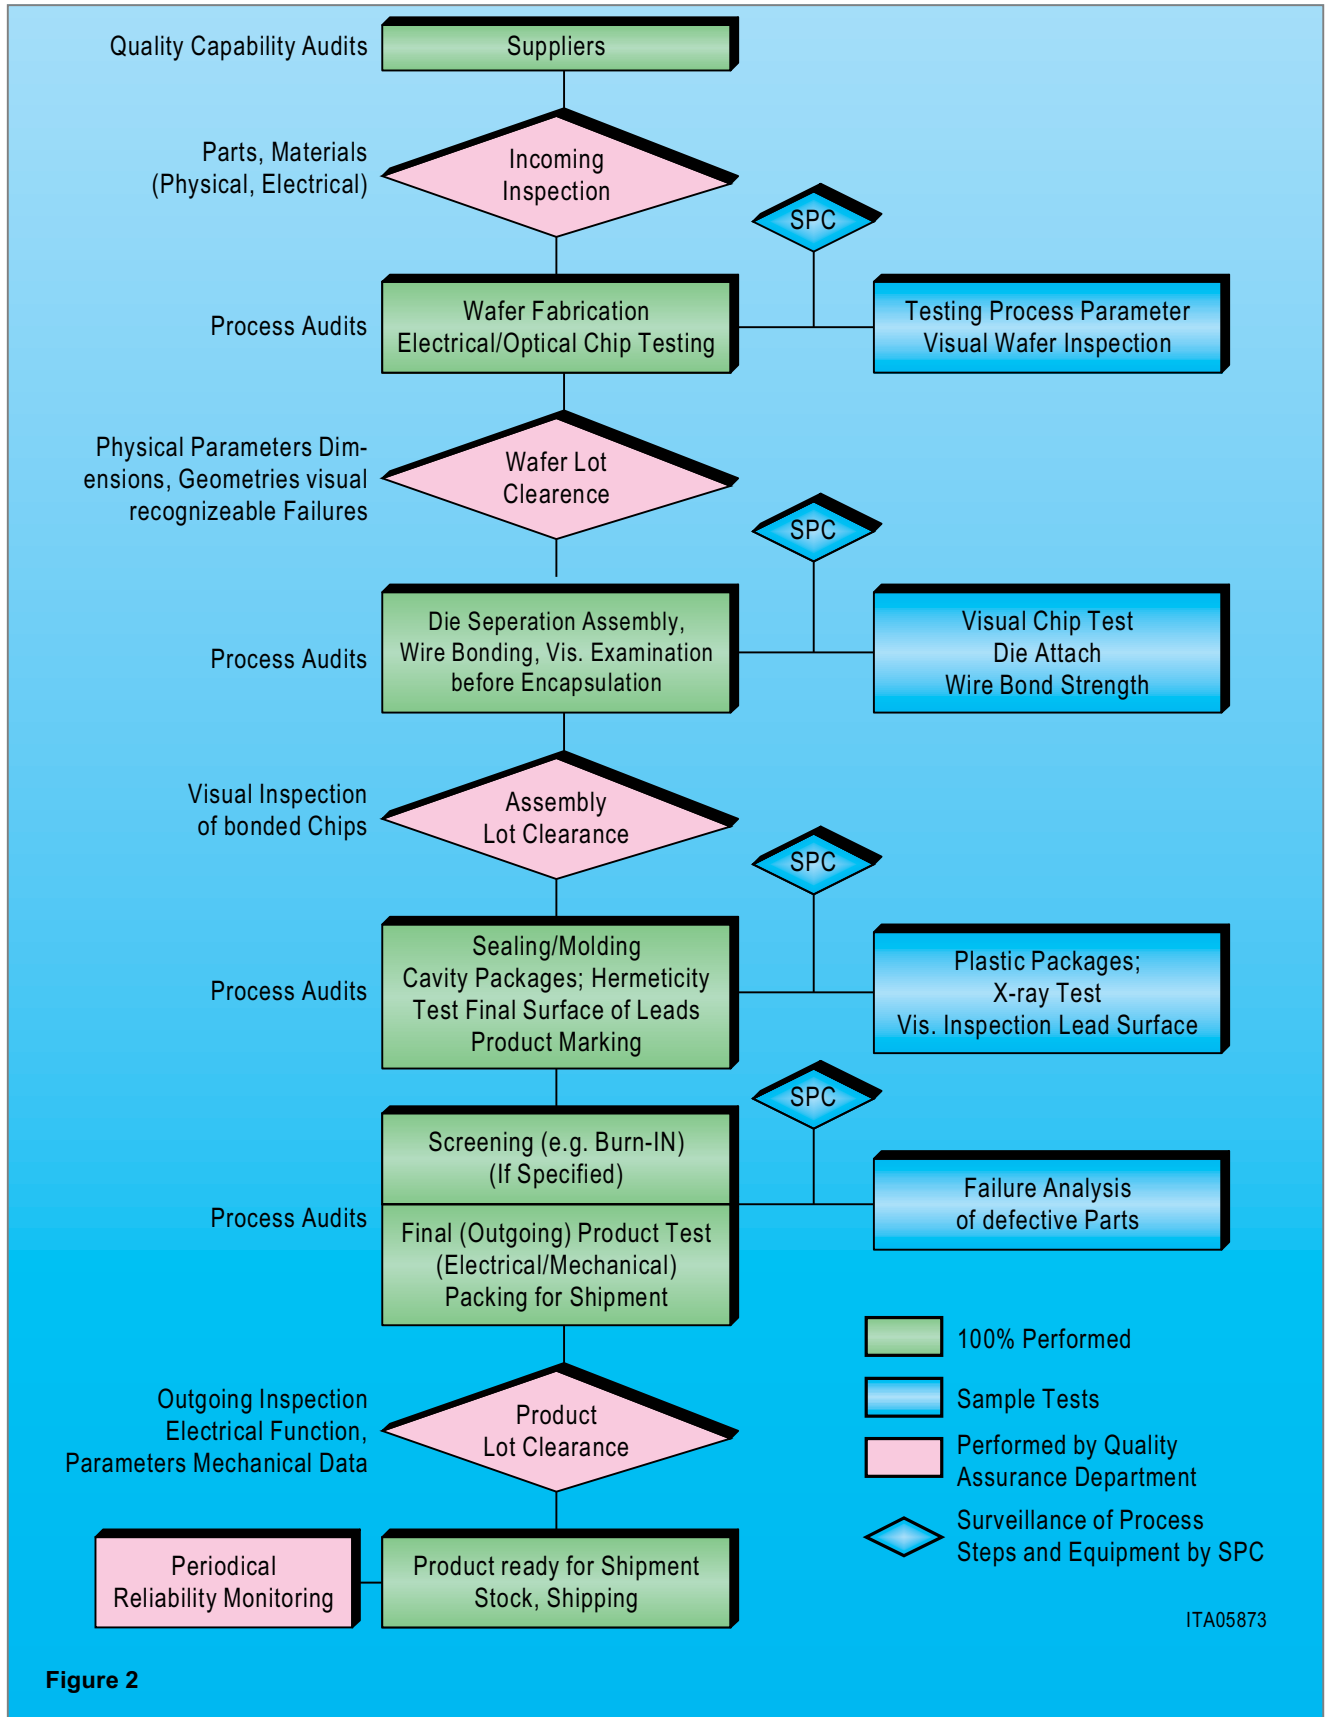 Quality Capability Audits
Suppliers
Parts, Materials
(Physical, Electrical)
Incoming
Inspection
SPC
Process Audits
Wafer Fabrication
Electrical/Optical Chip Testing
Testing Process Parameter
Visual Wafer Inspection
Physical Parameters Dim-
ensions, Geometries visual
recognizeable Failures
Wafer Lot
Clearence
SPC
Process Audits
Die Seperation Assembly,
Wire Bonding, Vis. Examination
before Encapsulation
Visual Chip Test
Die Attach
Wire Bond Strength
Visual Inspection
of bonded Chips
Assembly
Lot Clearance
SPC
Process Audits
Sealing/Molding
Cavity Packages; Hermeticity
Test Final Surface of Leads
Product Marking
Plastic Packages;
X-ray Test
Vis. Inspection Lead Surface
SPC
Process Audits
Screening (e.g. Burn-IN)
(If Specified)
Final (Outgoing) Product Test
(Electrical/Mechanical)
Packing for Shipment
Failure Analysis
of defective Parts
100% Performed
Sample Tests
Performed by Quality
Assurance Department
Surveillance of Process
Steps and Equipment by SPC
Outgoing Inspection
Electrical Function,
Parameters Mechanical Data
Product
Lot Clearance
Periodical
Reliability Monitoring
Product ready for Shipment
Stock, Shipping
ITA05873
Figure 2